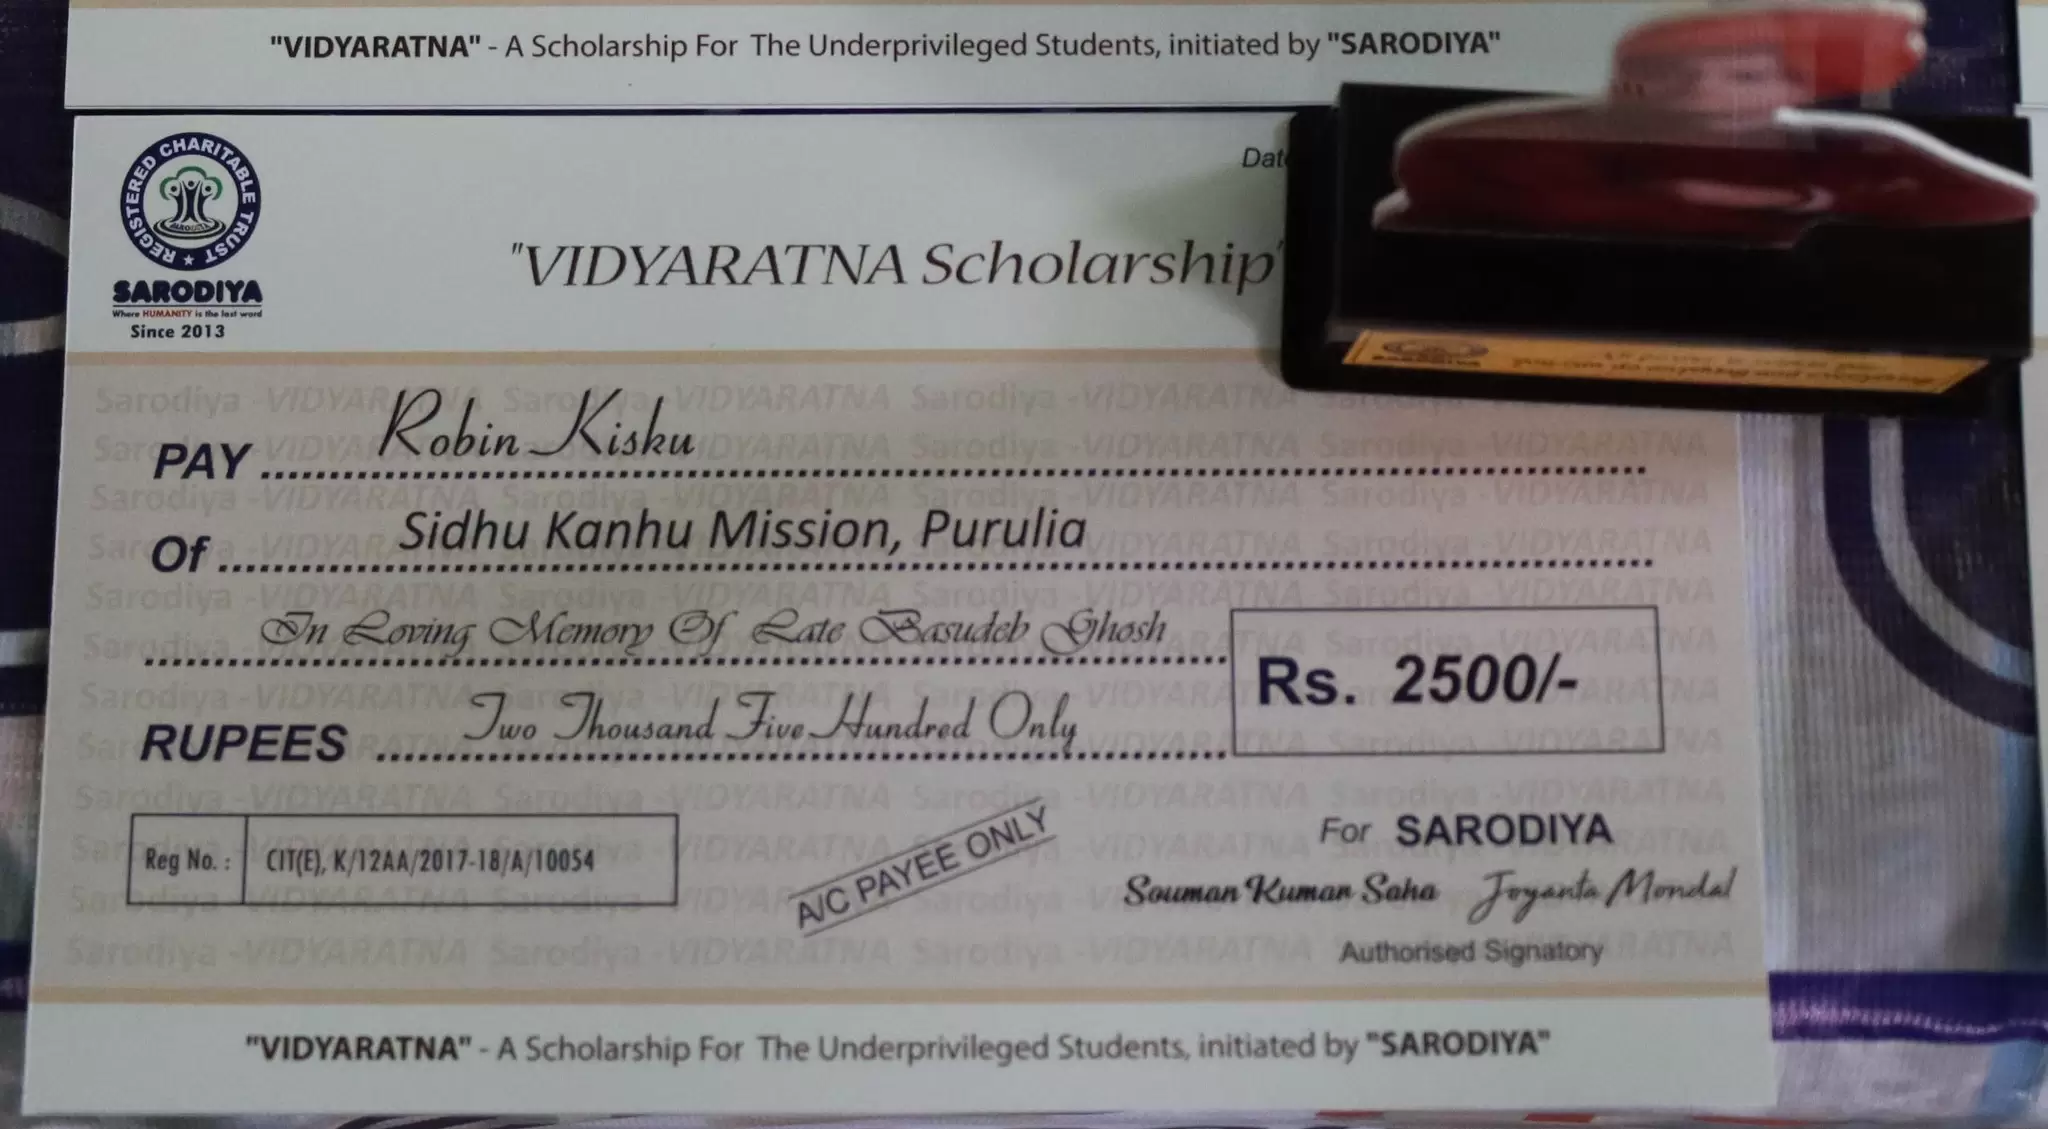 "VIDYARATNA" - A Scholarship For The Underprivileged Students, initiated by "SARODIYA"
REGISTERED CHARITABLE TRUST
SARODIYA
Where HUMANITY is the last word
Since 2013
"VIDYARATNA Scholarship"
PAY Robin Kisku
Of Sidhu Kanhu Mission, Purulia
In Loving Memory Of Late Basudeb Ghosh
Rs. 2500/-
RUPEES Two Thousand Five Hundred Only
Reg No. : CIT(E), K/12AA/2017-18/A/10054
A/C PAYEE ONLY
For SARODIYA
Souman Kumar Saha Joyanta Mondal
Authorised Signatory
"VIDYARATNA" - A Scholarship For The Underprivileged Students, initiated by "SARODIYA"